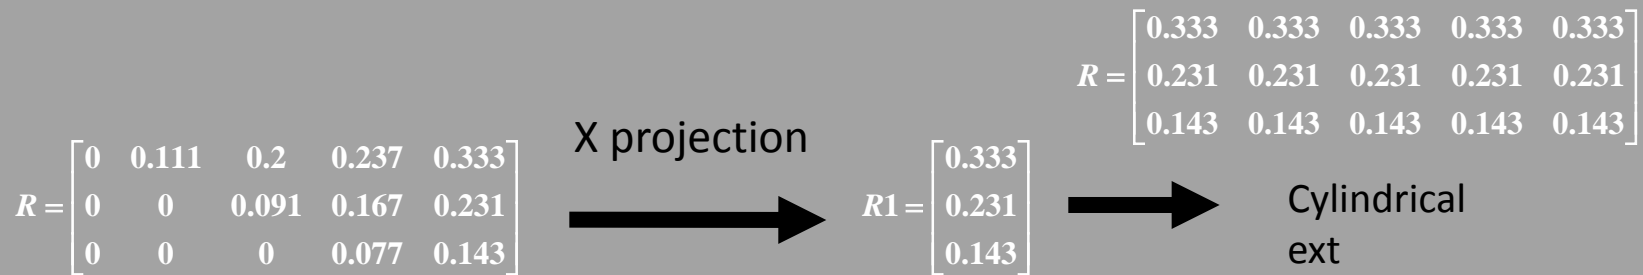 R = [0 0.111 0.2 0.237 0.333
0 0 0.091 0.167 0.231
0 0 0 0.077 0.143]
X projection
R1 = [0.333
0.231
0.143]
R = [0.333 0.333 0.333 0.333 0.333
0.231 0.231 0.231 0.231 0.231
0.143 0.143 0.143 0.143 0.143]
Cylindrical
ext